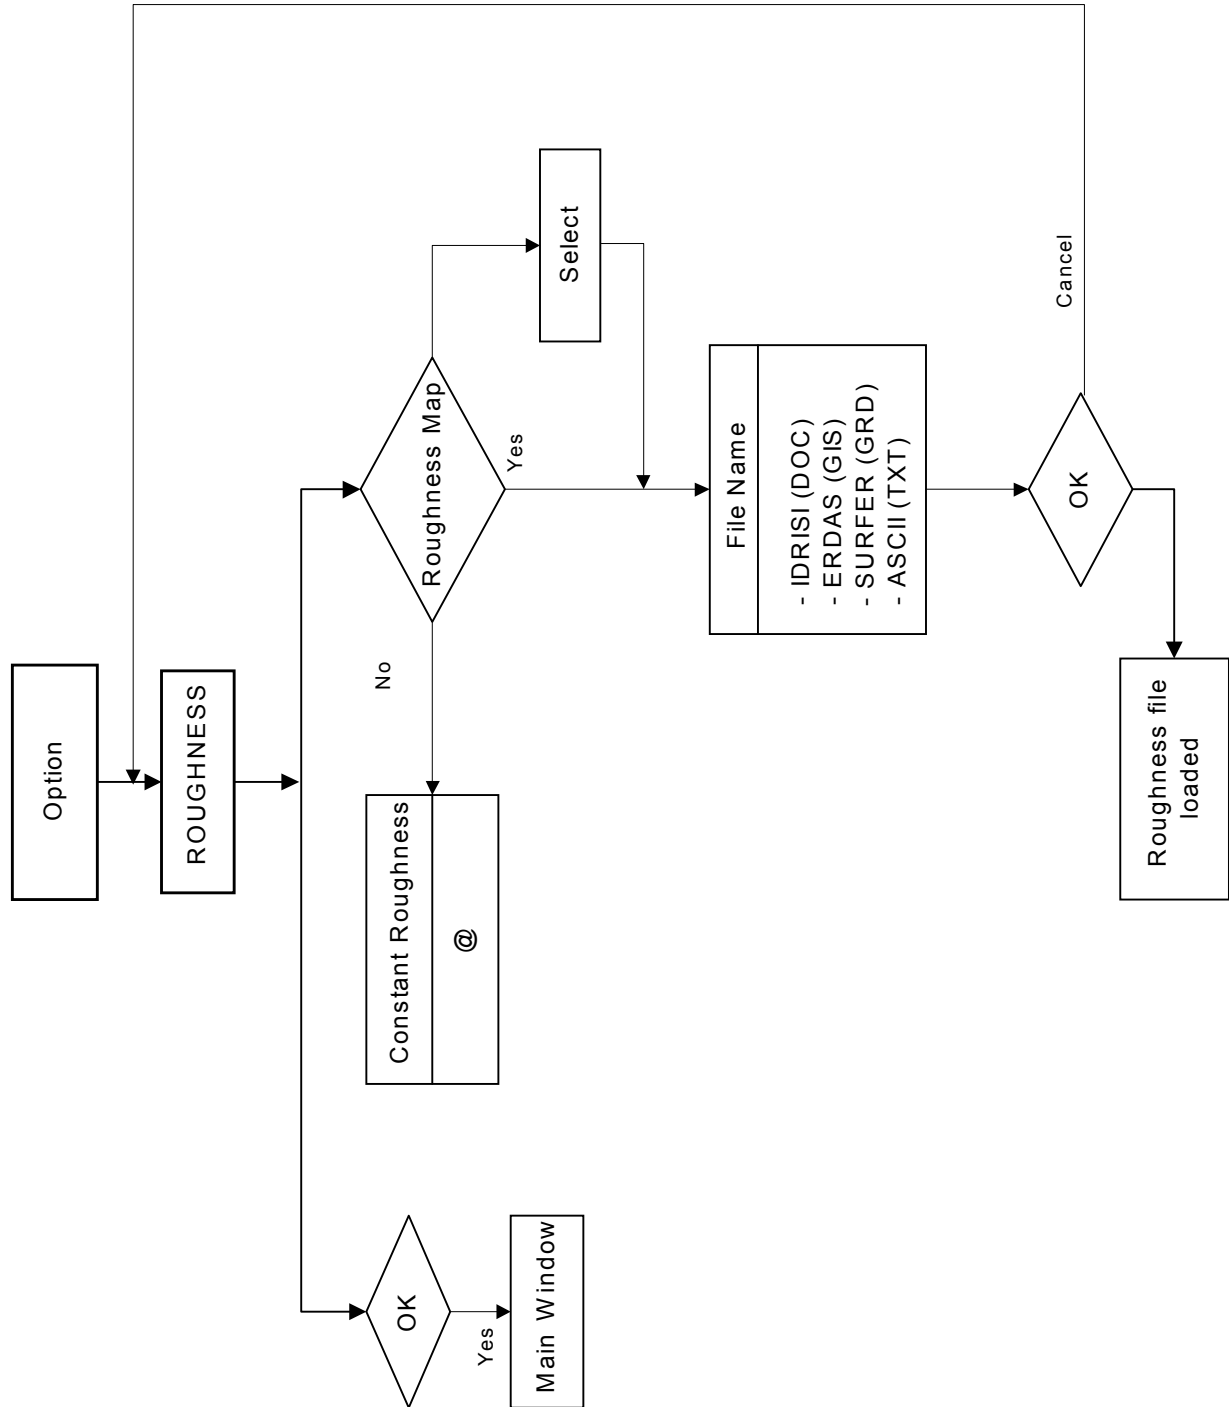 Option
ROUGHNESS
OK
Yes
Main Window
Roughness Map
No
Constant Roughness
@
Yes
Select
File Name
- IDRISI (DOC)
- ERDAS (GIS)
- SURFER (GRD)
- ASCII (TXT)
OK
Cancel
Roughness file
loaded